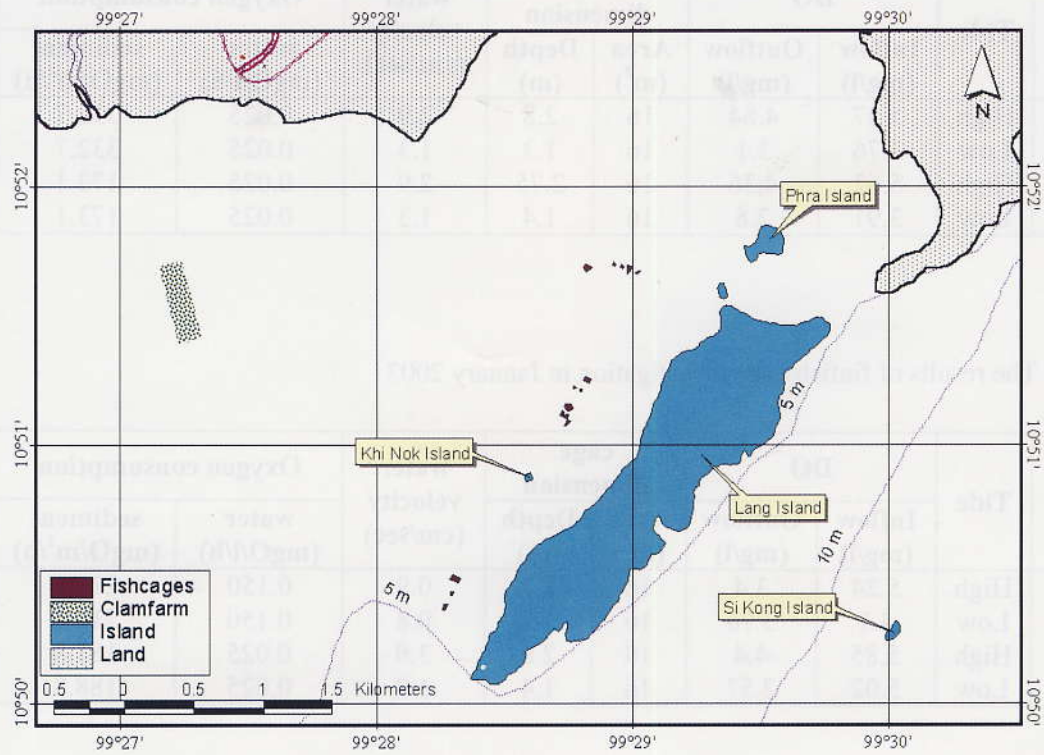 99°27' 99°28' 99°29' 99°30'
N
10°52' 10°52'
Phra Island
10°51' 10°51'
5 m
Khi Nok Island
Lang Island
10 m
5 m
Si Kong Island
Fishcages
Clamfarm
Island
Land
0.5 0 0.5 1 1.5 Kilometers
10°50' 10°50'
99°27' 99°28' 99°29' 99°30'